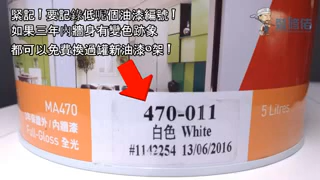 緊記！要記錄低呢個油漆編號！
如果三年內牆身有變色跡象
都可以免費換過罐新油漆㗎！
MA470
470-011
5 Litres
白色 White
Full-Gloss 全光
#1142254 13/06/2016